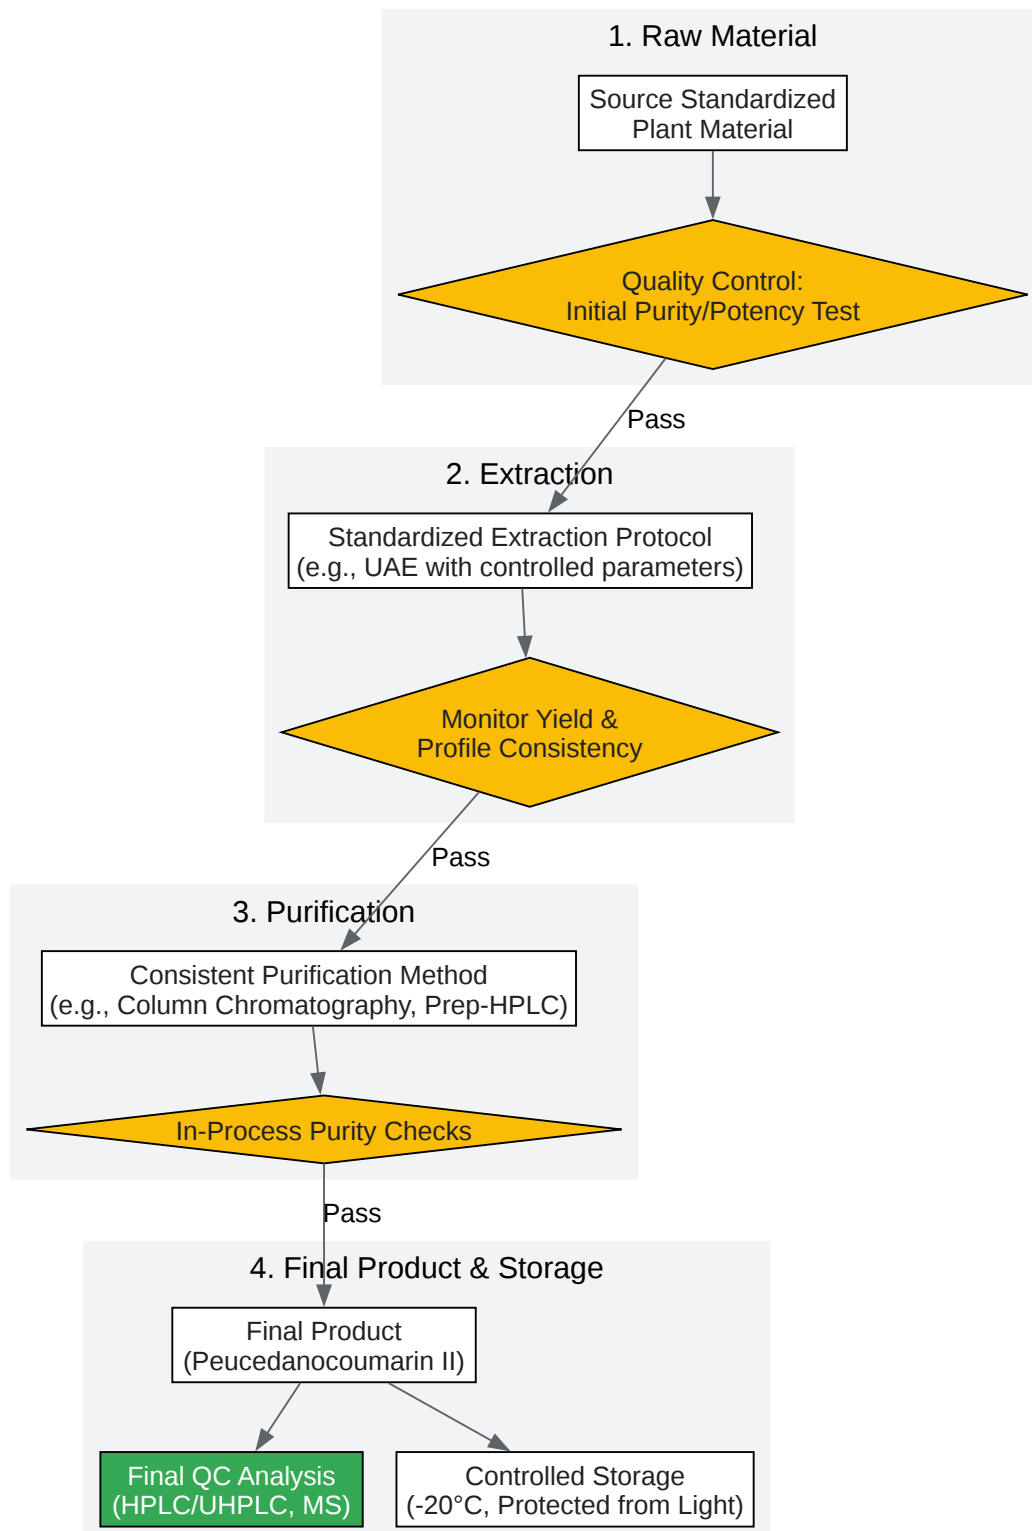 1. Raw Material
Source Standardized
Plant Material
Quality Control:
Initial Purity/Potency Test
Pass
2. Extraction
Standardized Extraction Protocol
(e.g., UAE with controlled parameters)
Monitor Yield &
Profile Consistency
Pass
3. Purification
Consistent Purification Method
(e.g., Column Chromatography, Prep-HPLC)
In-Process Purity Checks
Pass
4. Final Product & Storage
Final Product
(Peucedanocoumarin II)
Final QC Analysis
(HPLC/UHPLC, MS)
Controlled Storage
(-20°C, Protected from Light)